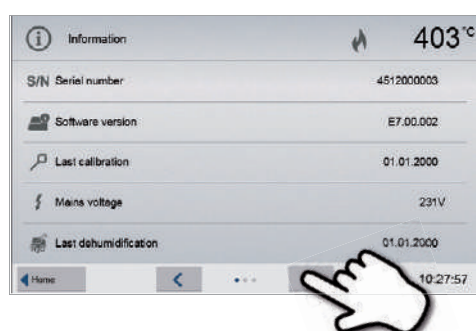 Information 403 °C
S/N Serial number 4512000003
Software version E7.00.002
Last calibration 01.01.2000
Mains voltage 231V
Last dehumidification 01.01.2000
Home 10:27:57